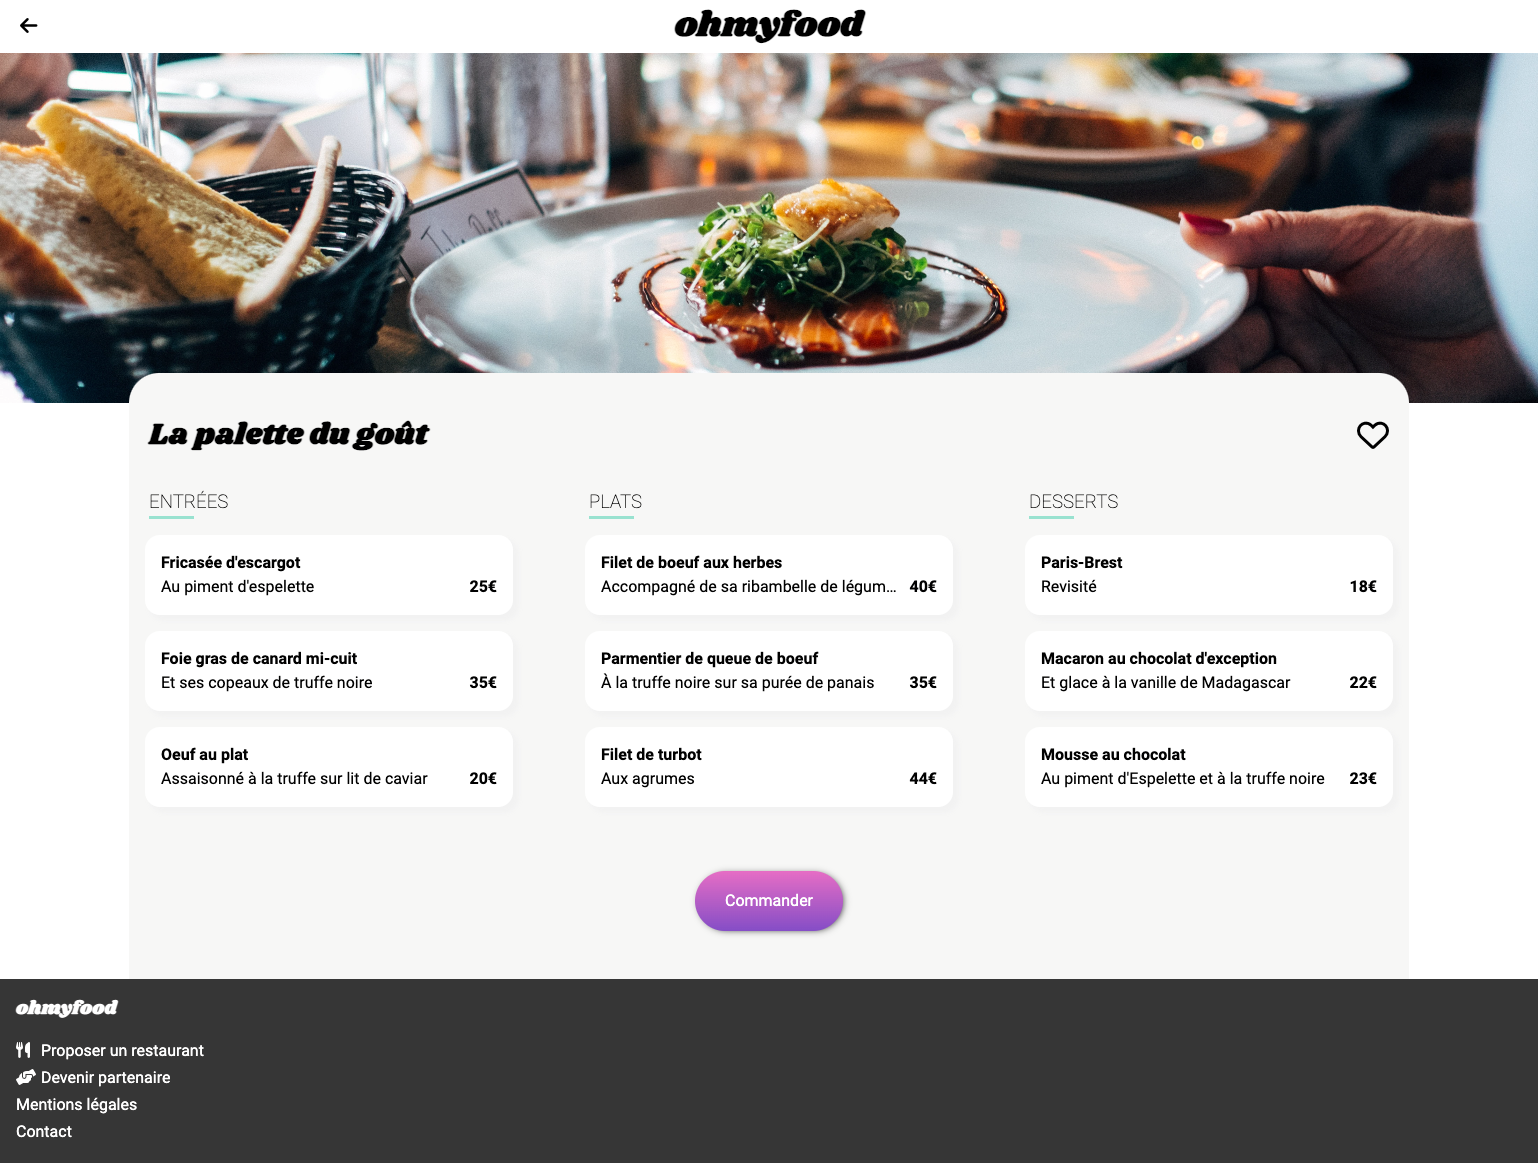 ohmyfood
La palette du goût
ENTRÉES
Fricasée d'escargot
Au piment d'espelette 25€
Foie gras de canard mi-cuit
Et ses copeaux de truffe noire 35€
Oeuf au plat
Assaisonné à la truffe sur lit de caviar 20€
PLATS
Filet de boeuf aux herbes
Accompagné de sa ribambelle de légum... 40€
Parmentier de queue de boeuf
À la truffe noire sur sa purée de panais 35€
Filet de turbot
Aux agrumes 44€
DESSERTS
Paris-Brest
Revisité 18€
Macaron au chocolat d'exception
Et glace à la vanille de Madagascar 22€
Mousse au chocolat
Au piment d'Espelette et à la truffe noire 23€
Commander
ohmyfood
Proposer un restaurant
Devenir partenaire
Mentions légales
Contact